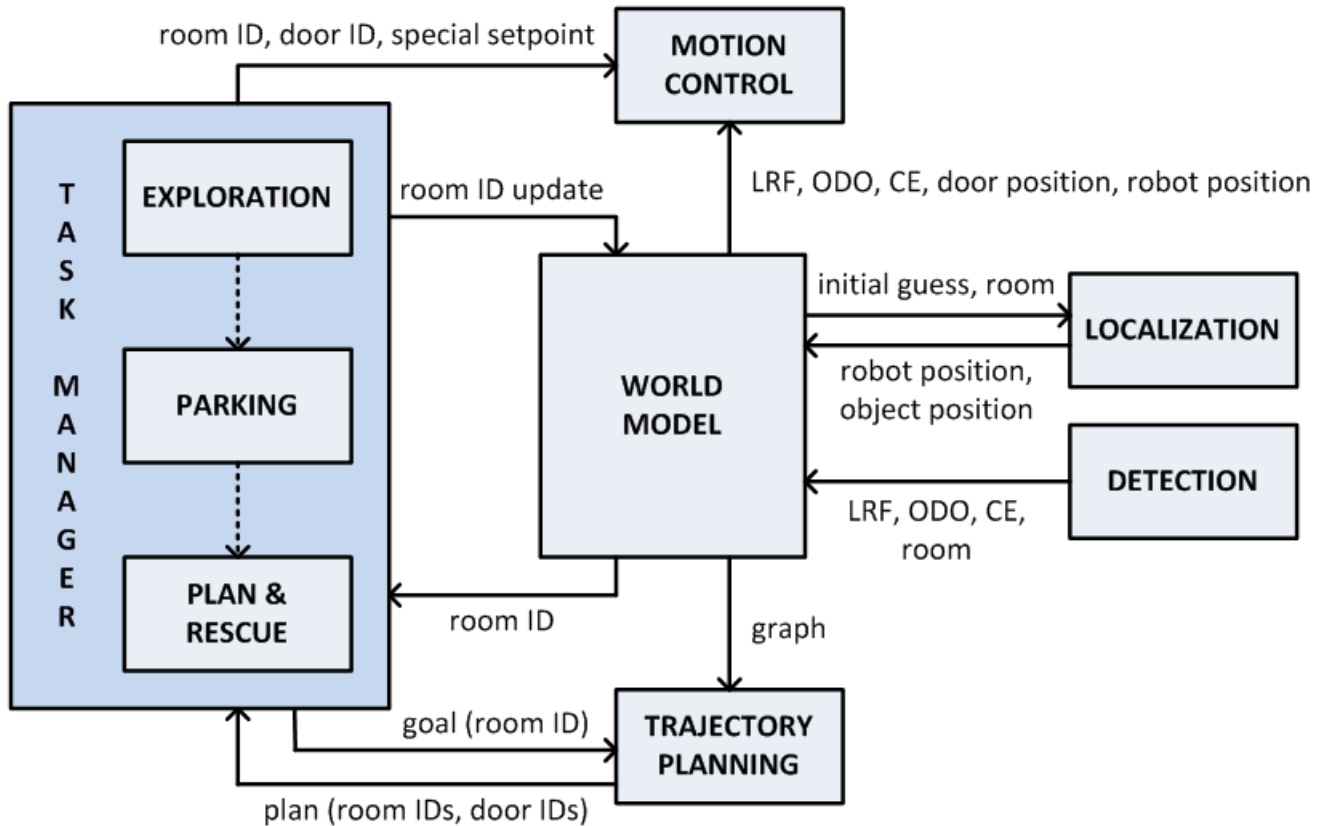 room ID, door ID, special setpoint
MOTION
CONTROL
TASK MANAGER
EXPLORATION
PARKING
PLAN &
RESCUE
room ID update
LRF, ODO, CE, door position, robot position
WORLD
MODEL
initial guess, room
LOCALIZATION
robot position,
object position
DETECTION
LRF, ODO, CE,
room
room ID
graph
goal (room ID)
TRAJECTORY
PLANNING
plan (room IDs, door IDs)